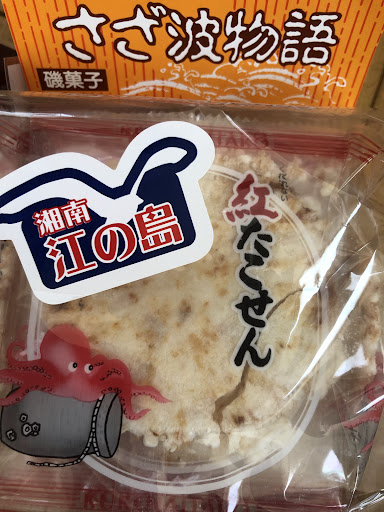 さざ波物語
磯菓子
湘南
江の島
紅たこせん